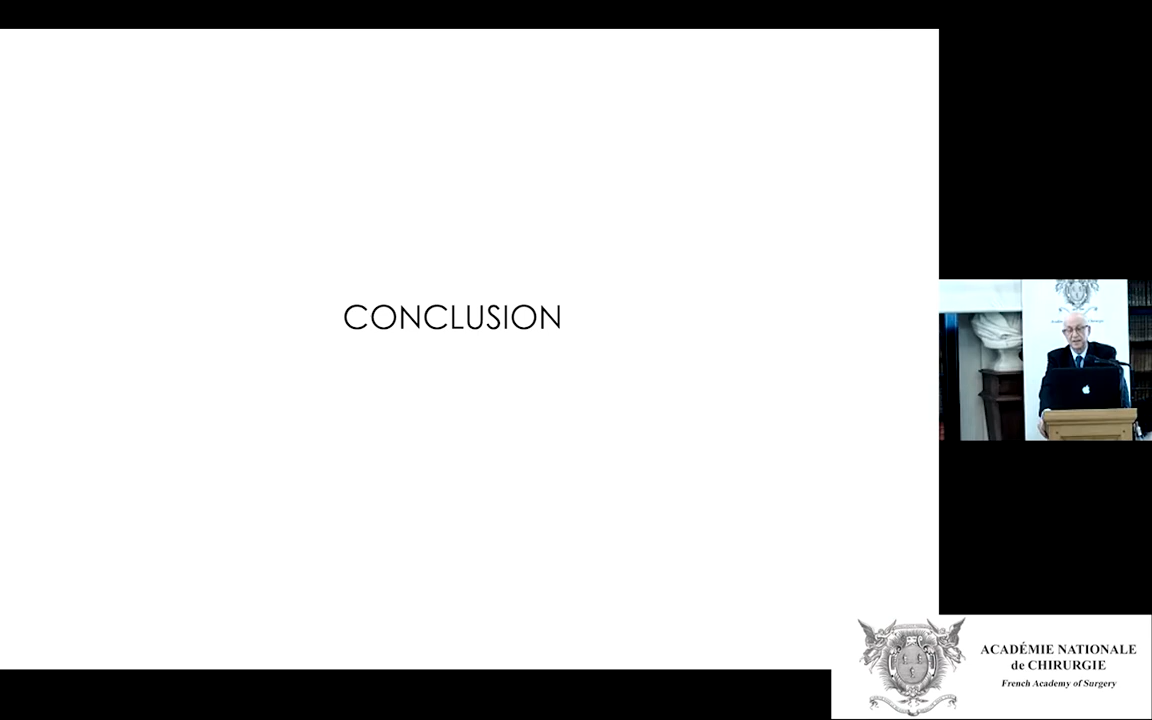 CONCLUSION
ACADÉMIE NATIONALE
de CHIRURGIE
French Academy of Surgery